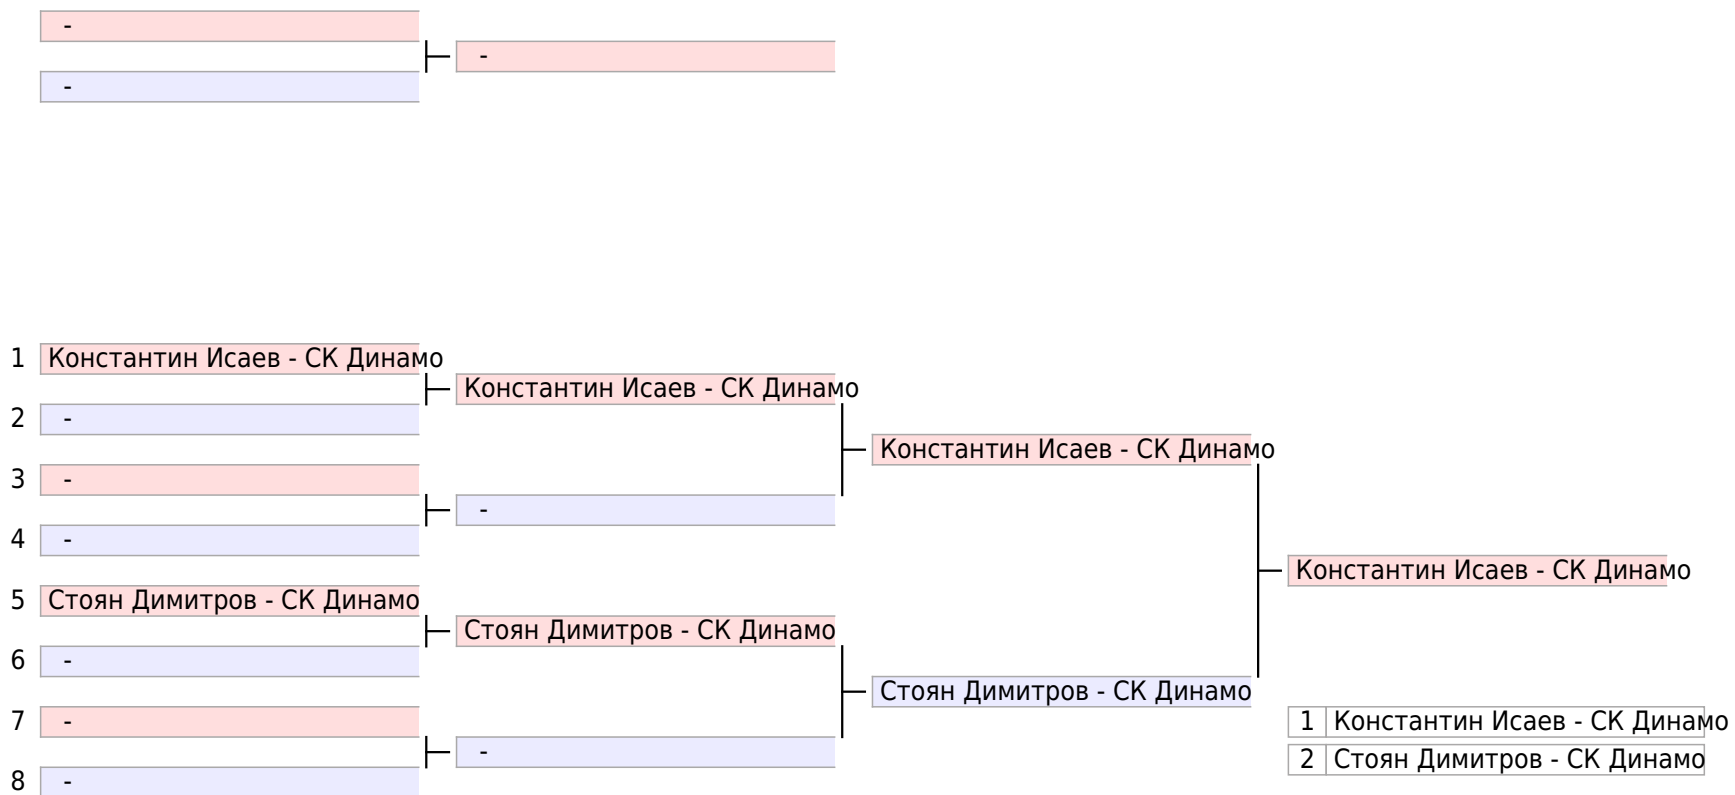 -
-
-
1 Константин Исаев - СК Динамо
Константин Исаев - СК Динамо
2 -
Константин Исаев - СК Динамо
3 -
-
4 -
Константин Исаев - СК Динамо
5 Стоян Димитров - СК Динамо
Стоян Димитров - СК Динамо
6 -
Стоян Димитров - СК Динамо
7 -
1 Константин Исаев - СК Динамо
-
2 Стоян Димитров - СК Динамо
8 -